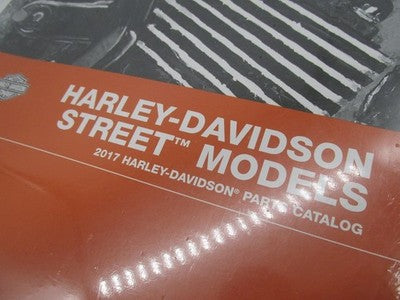 HARLEY-DAVIDSON
STREET™ MODELS
2017 HARLEY-DAVIDSON® PARTS CATALOG